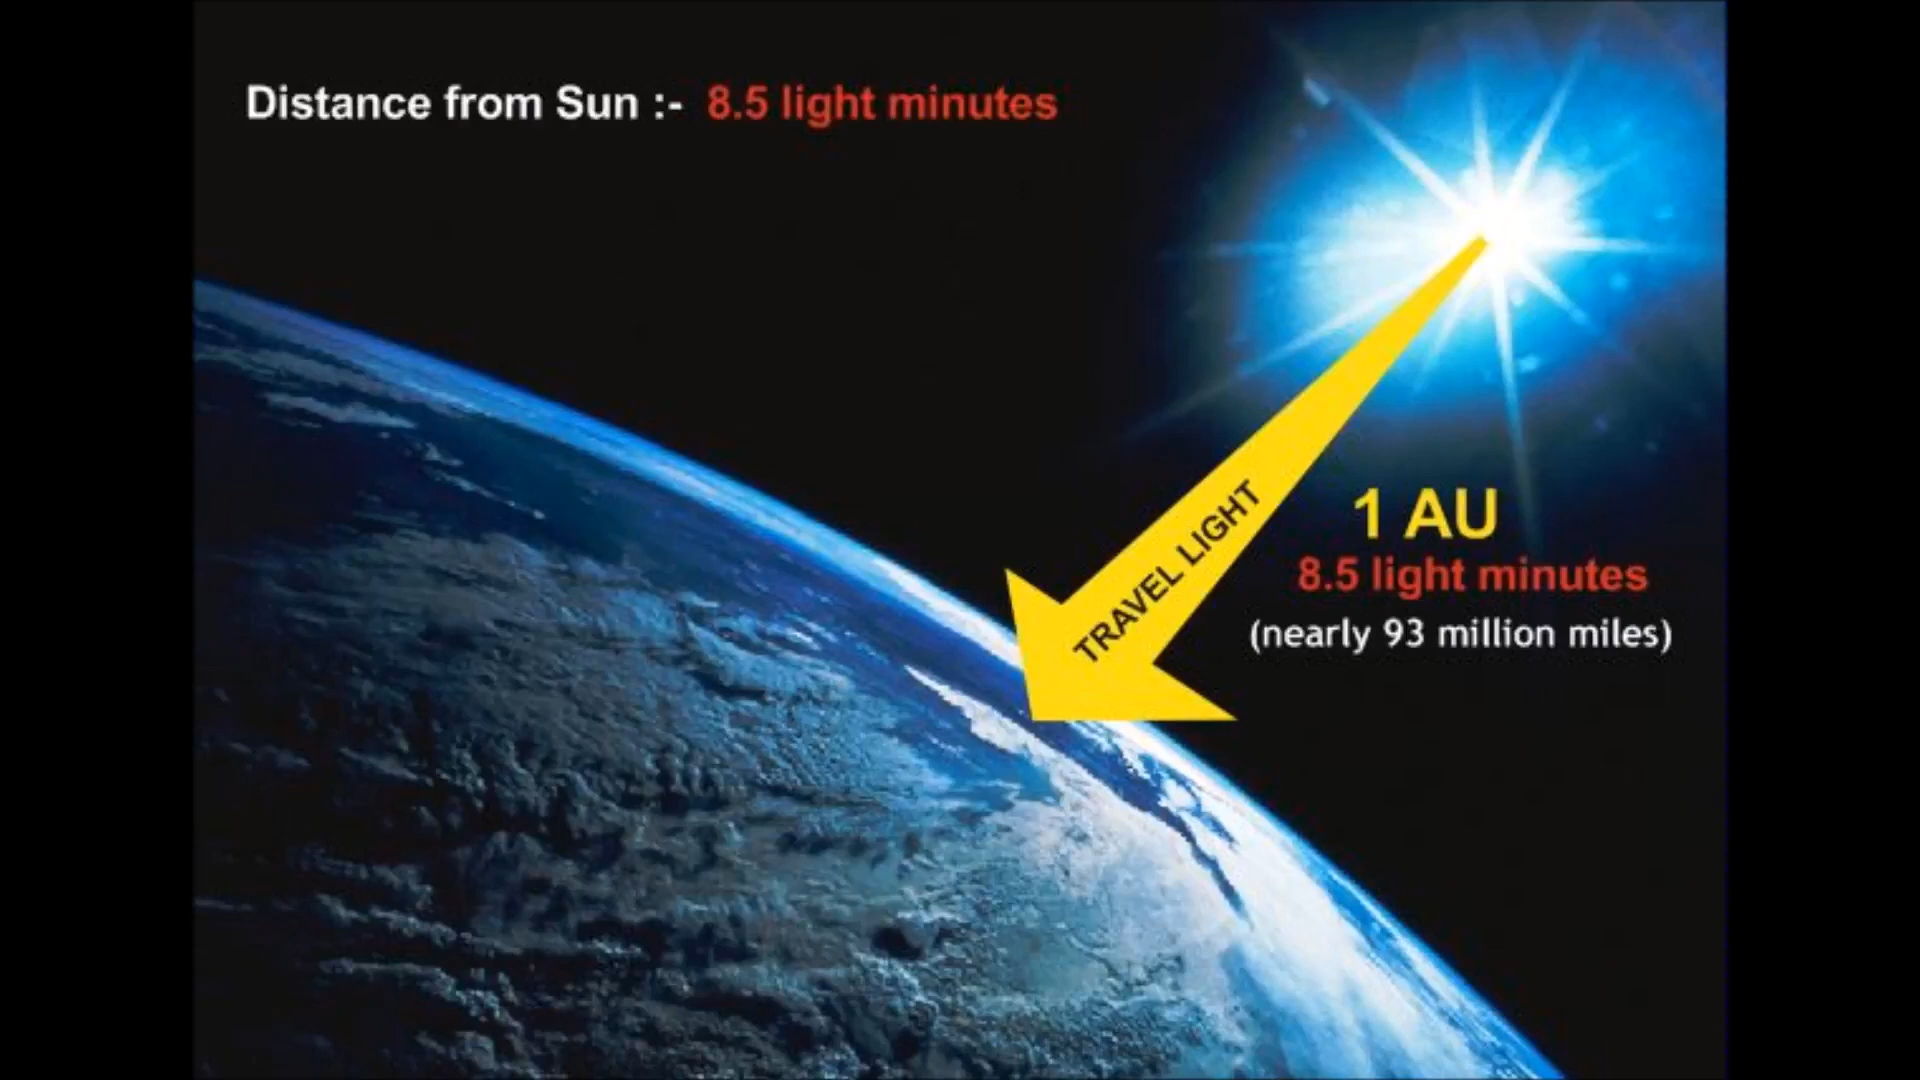 Distance from Sun :- 8.5 light minutes
TRAVEL LIGHT
1 AU
8.5 light minutes
(nearly 93 million miles)